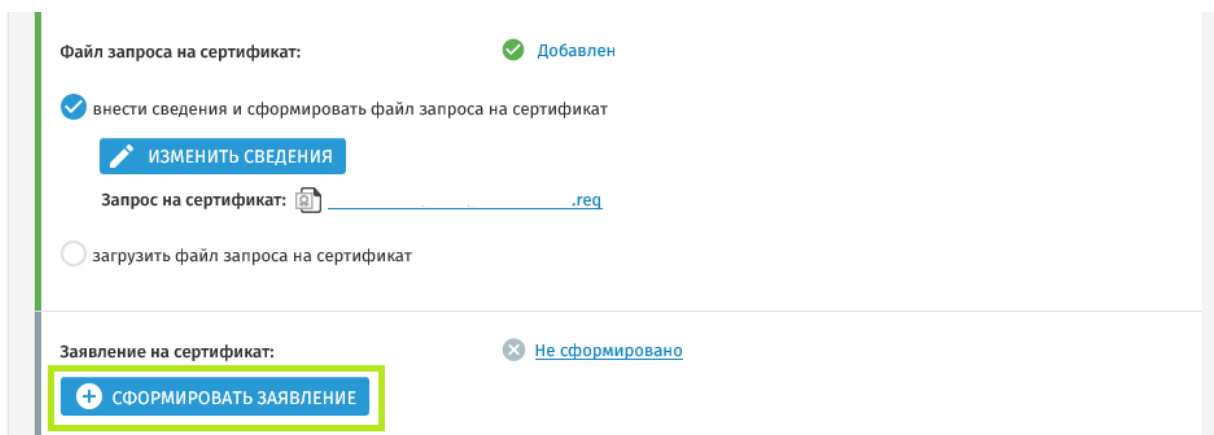 Файл запроса на сертификат: Добавлен
внести сведения и сформировать файл запроса на сертификат
ИЗМЕНИТЬ СВЕДЕНИЯ
Запрос на сертификат: .req
загрузить файл запроса на сертификат
Заявление на сертификат: Не сформировано
СФОРМИРОВАТЬ ЗАЯВЛЕНИЕ